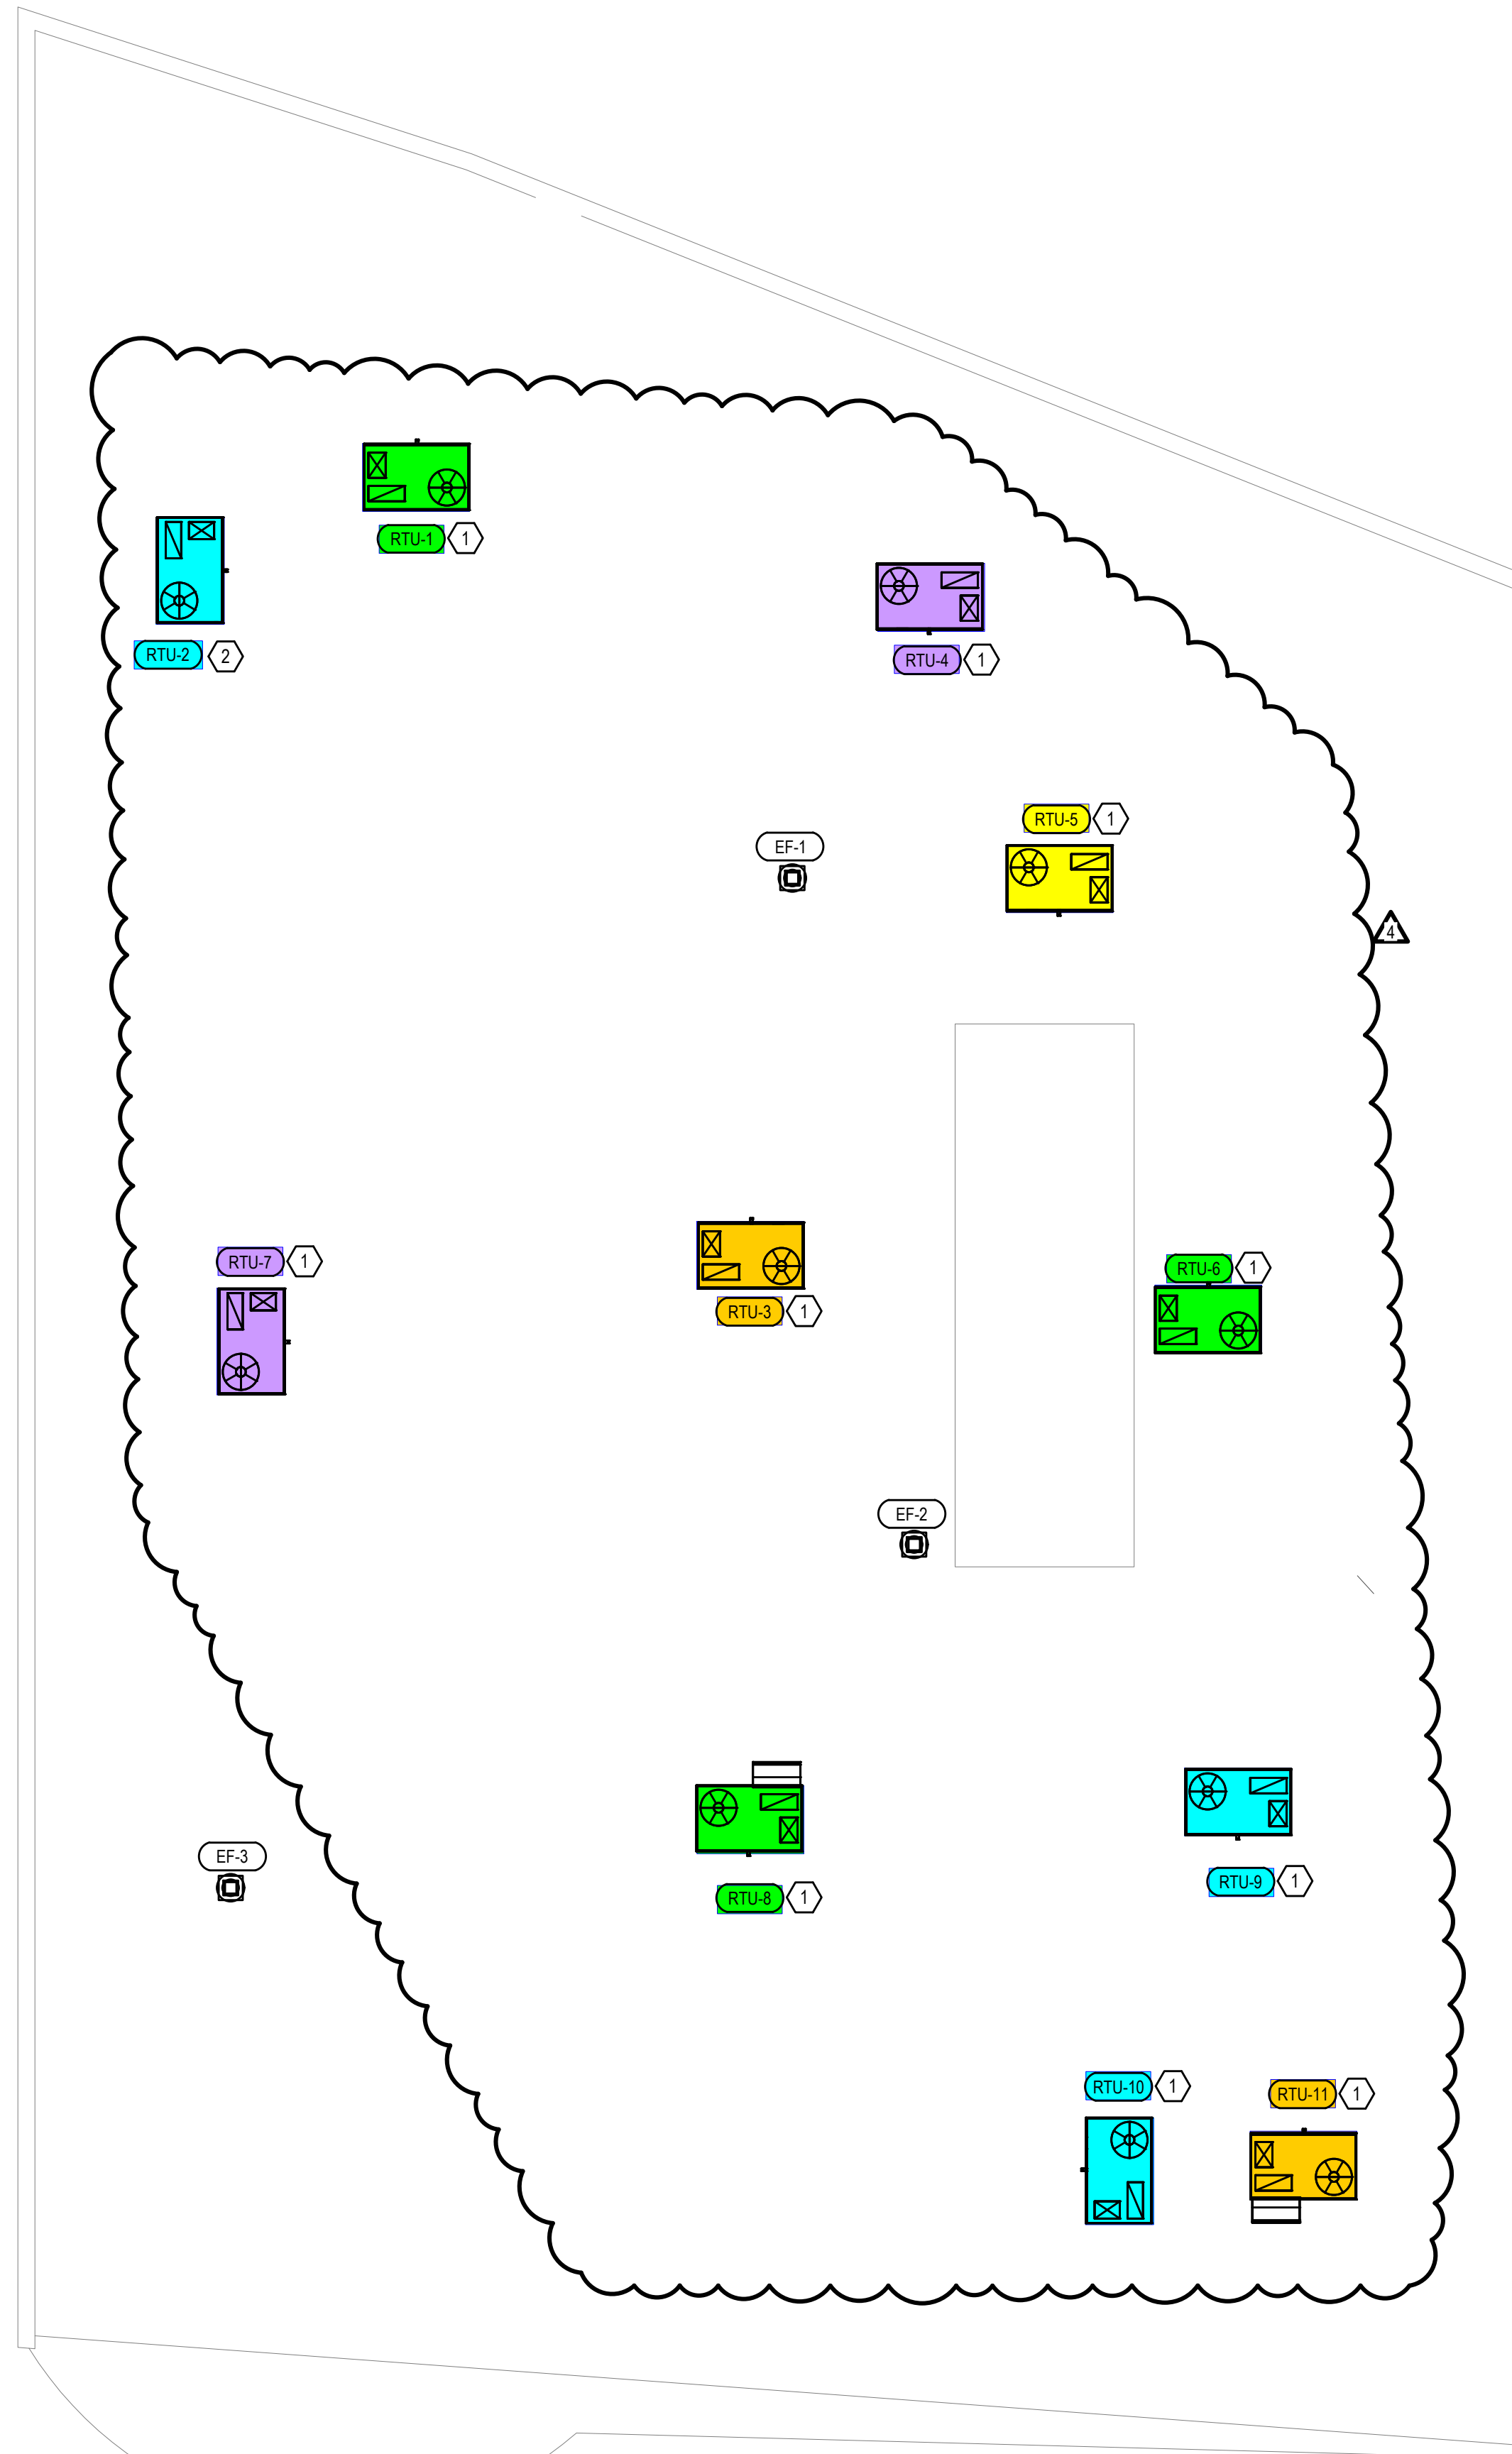 RTU-1 1
RTU-2 2
RTU-4 1
RTU-5 1
EF-1
4
RTU-7 1
RTU-6 1
RTU-3 1
EF-2
EF-3
RTU-9 1
RTU-8 1
RTU-10 1
RTU-11 1